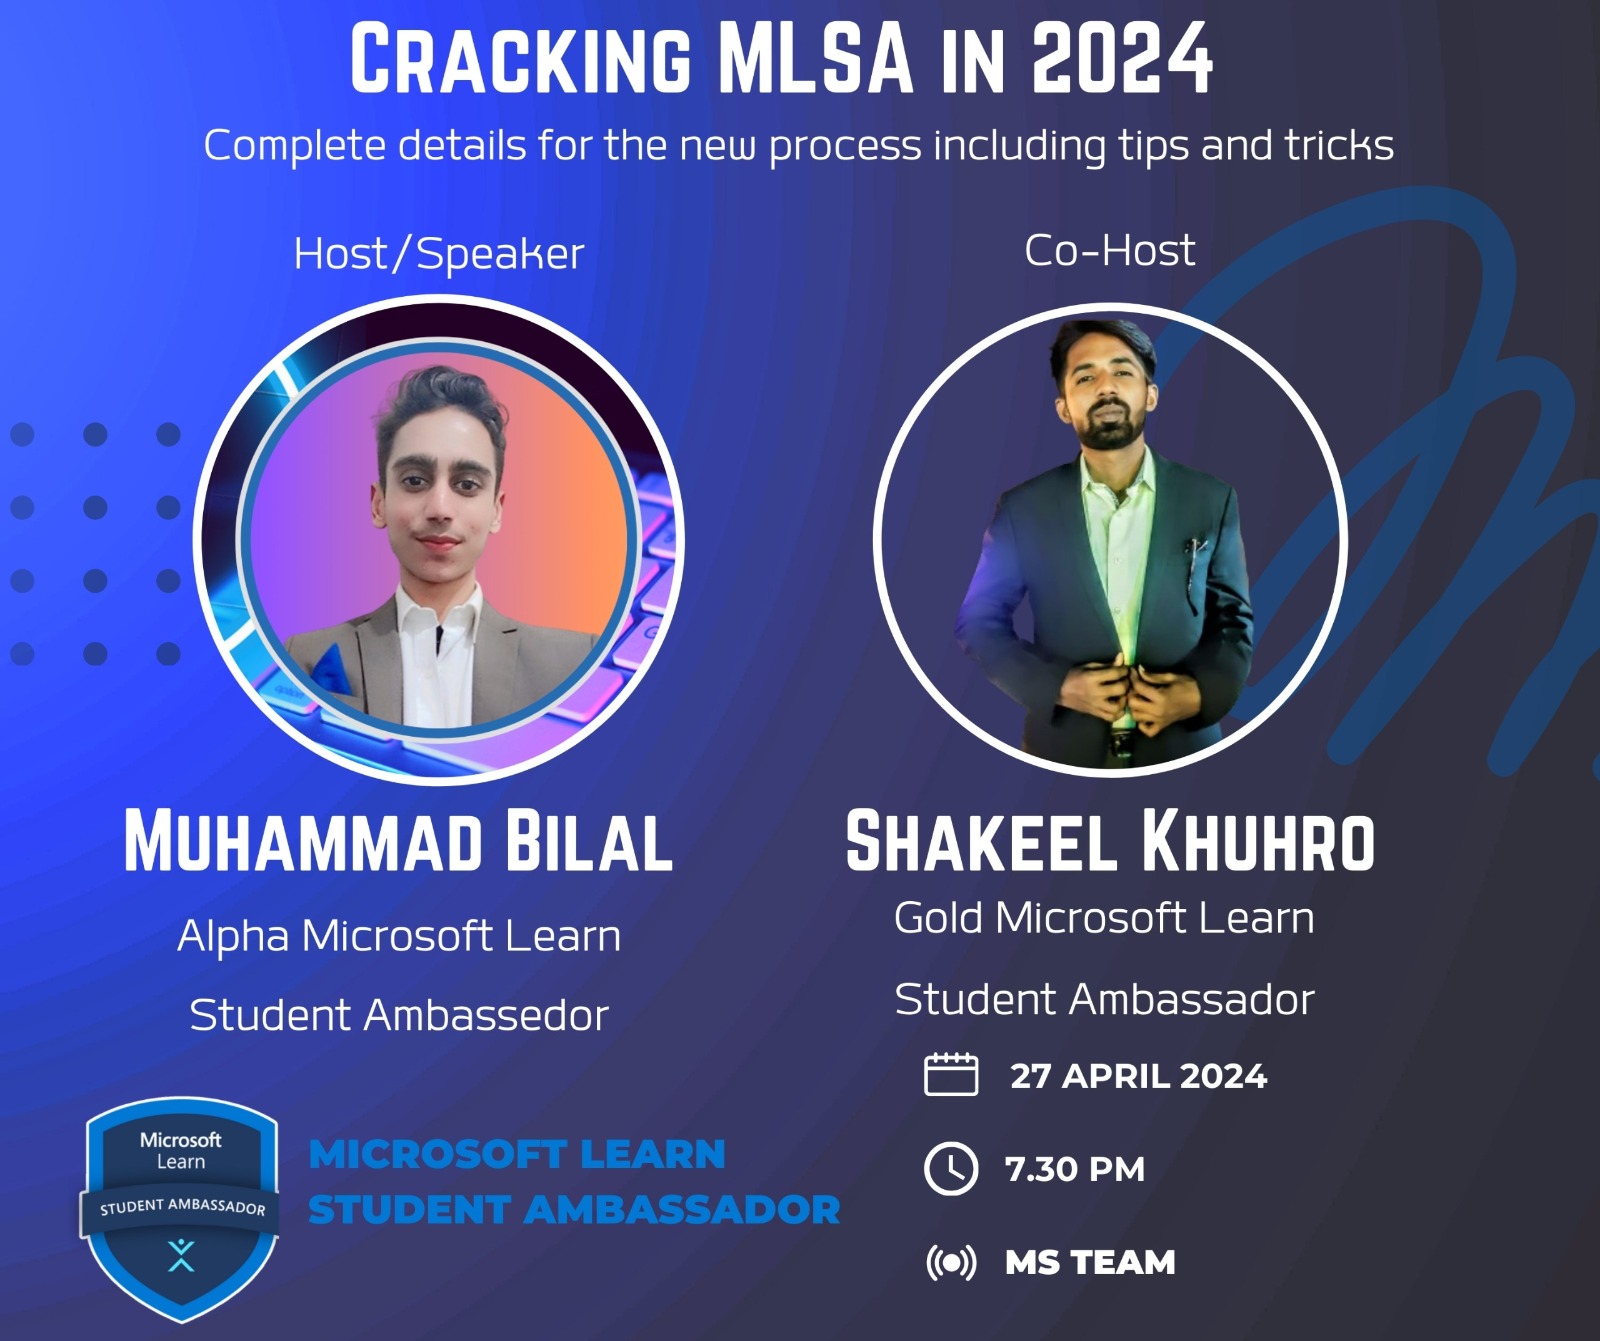 CRACKING MLSA IN 2024
Complete details for the new process including tips and tricks
Host/Speaker
Co-Host
option
MUHAMMAD BILAL
Alpha Microsoft Learn
Student Ambassedor
SHAKEEL KHUHRO
Gold Microsoft Learn
Student Ambassador
27 APRIL 2024
7.30 PM
MS TEAM
Microsoft
Learn
STUDENT AMBASSADOR
MICROSOFT LEARN
STUDENT AMBASSADOR